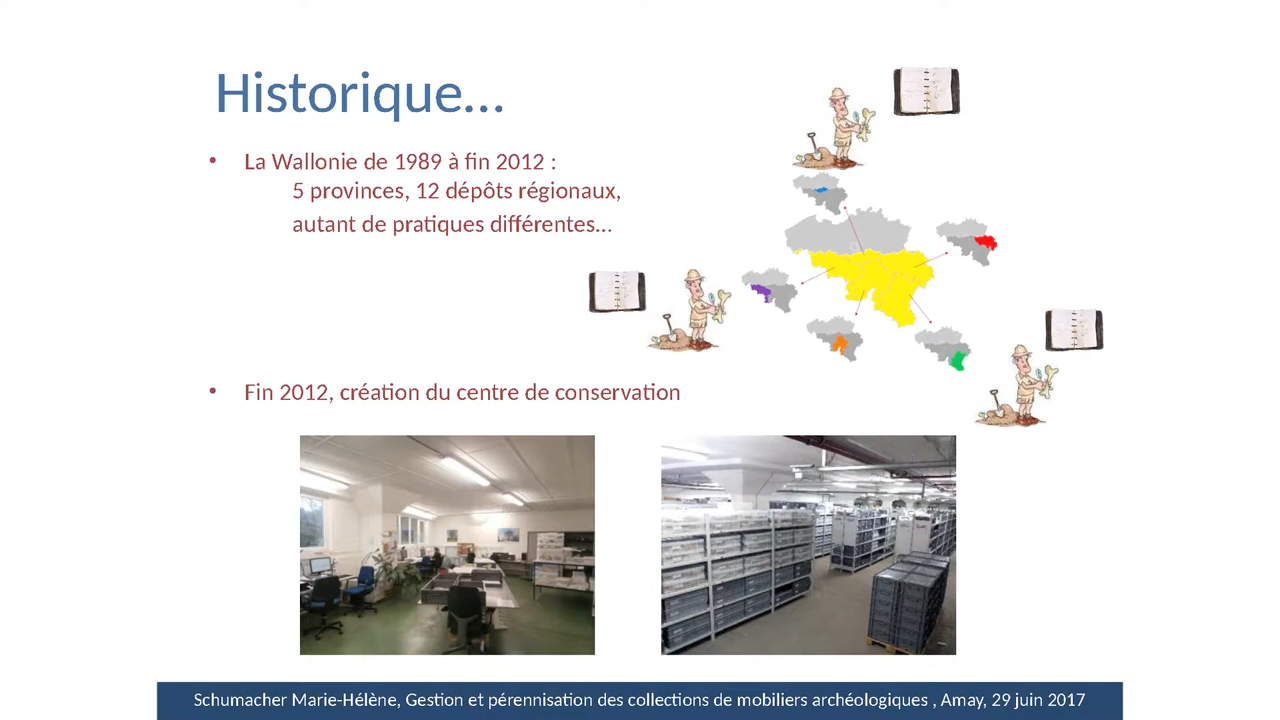 Historique...
• La Wallonie de 1989 à fin 2012 :
5 provinces, 12 dépôts régionaux,
autant de pratiques différentes...
• Fin 2012, création du centre de conservation
Schumacher Marie-Hélène, Gestion et pérennisation des collections de mobiliers archéologiques , Amay, 29 juin 2017